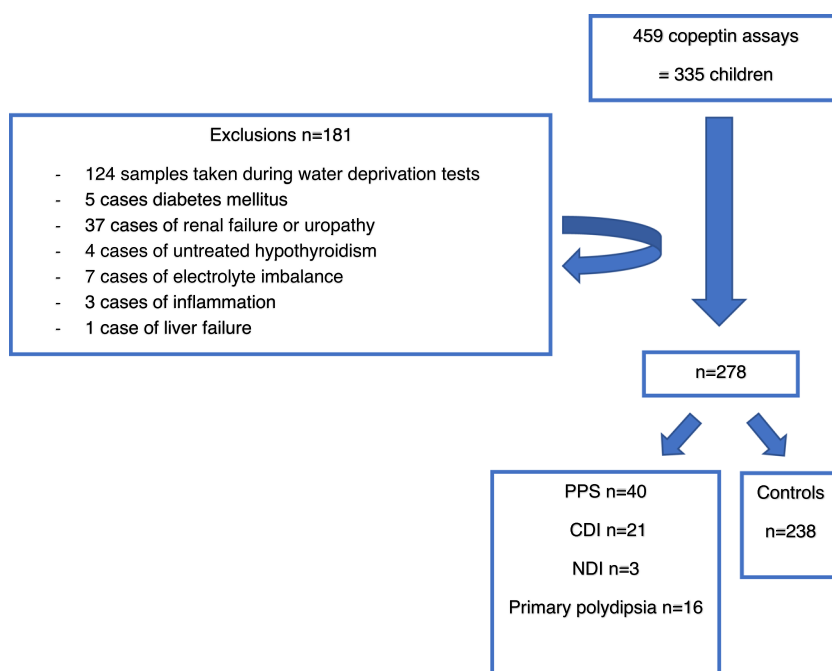 459 copeptin assays
= 335 children
Exclusions n=181
- 124 samples taken during water deprivation tests
- 5 cases diabetes mellitus
- 37 cases of renal failure or uropathy
- 4 cases of untreated hypothyroidism
- 7 cases of electrolyte imbalance
- 3 cases of inflammation
- 1 case of liver failure
n=278
PPS n=40
CDI n=21
NDI n=3
Primary polydipsia n=16
Controls
n=238